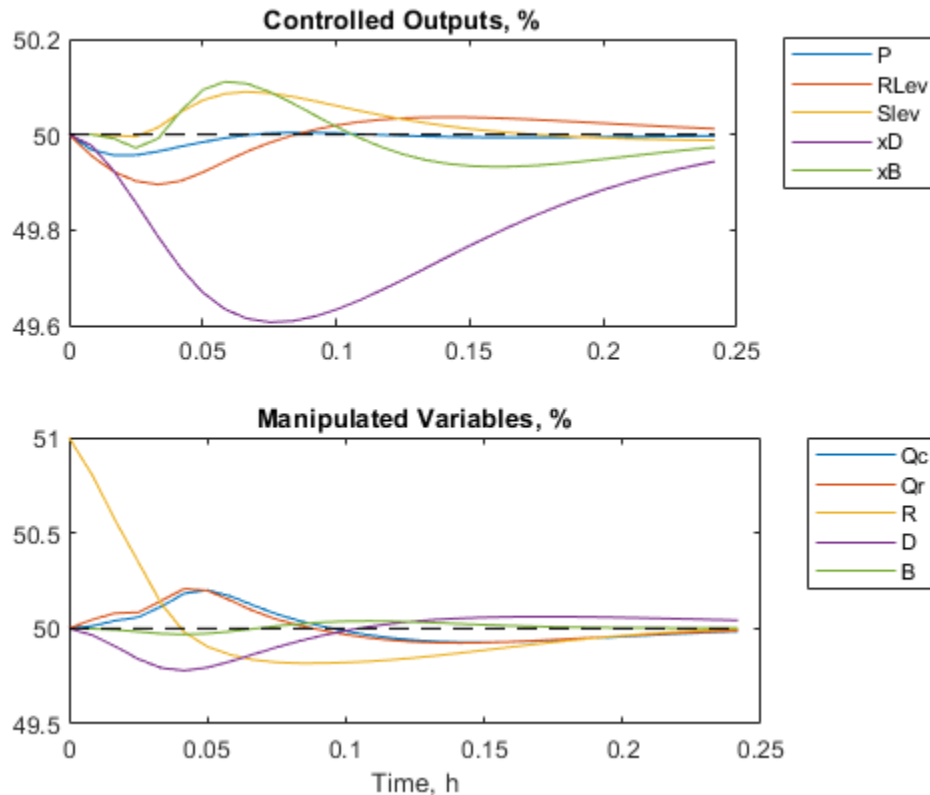 Controlled Outputs, %
50.2
50
49.8
49.6
0
0.05
0.1
0.15
0.2
0.25
P
RLev
Slev
xD
xB
Manipulated Variables, %
51
50.5
50
49.5
0
0.05
0.1
0.15
0.2
0.25
Time, h
Qc
Qr
R
D
B